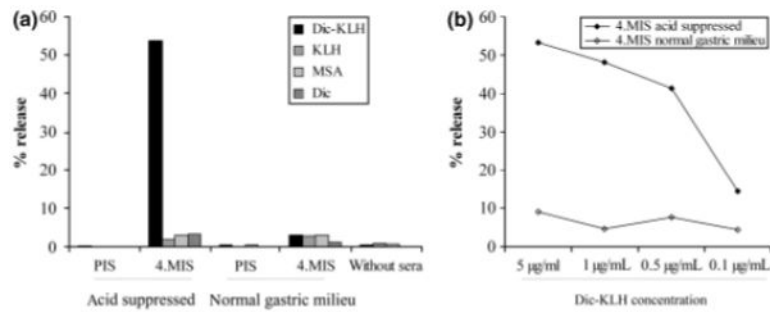 (a)
60
50
40
30
20
10
0
% release
Dic-KLH
KLH
MSA
Dic
PIS 4.MIS PIS 4.MIS Without sera
Acid suppressed Normal gastric milieu
(b)
60
50
40
30
20
10
0
% release
4.MIS acid suppressed
4.MIS normal gastric milieu
5 µg/ml 1 µg/mL 0.5 µg/mL 0.1 µg/mL
Dic-KLH concentration